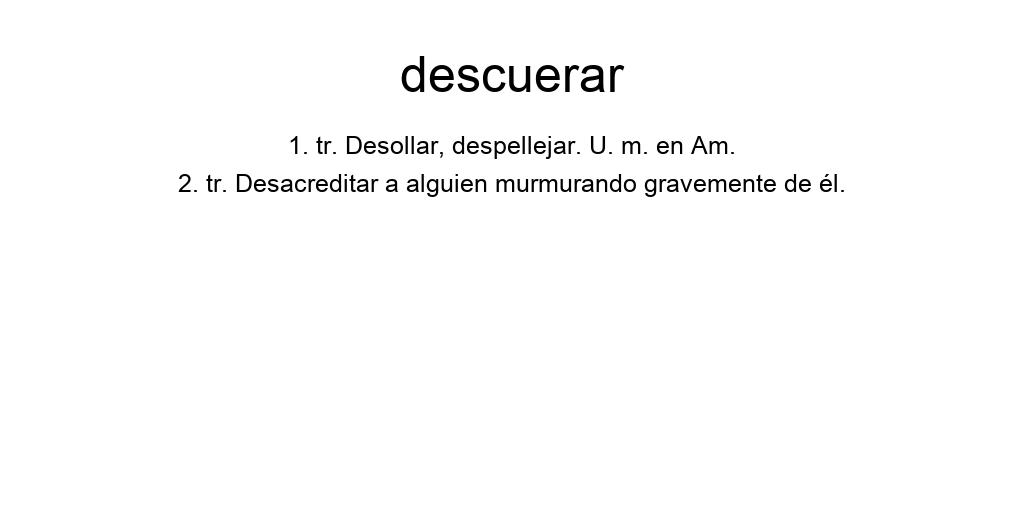 descuerar
1. tr. Desollar, despellejar. U. m. en Am.
2. tr. Desacreditar a alguien murmurando gravemente de él.